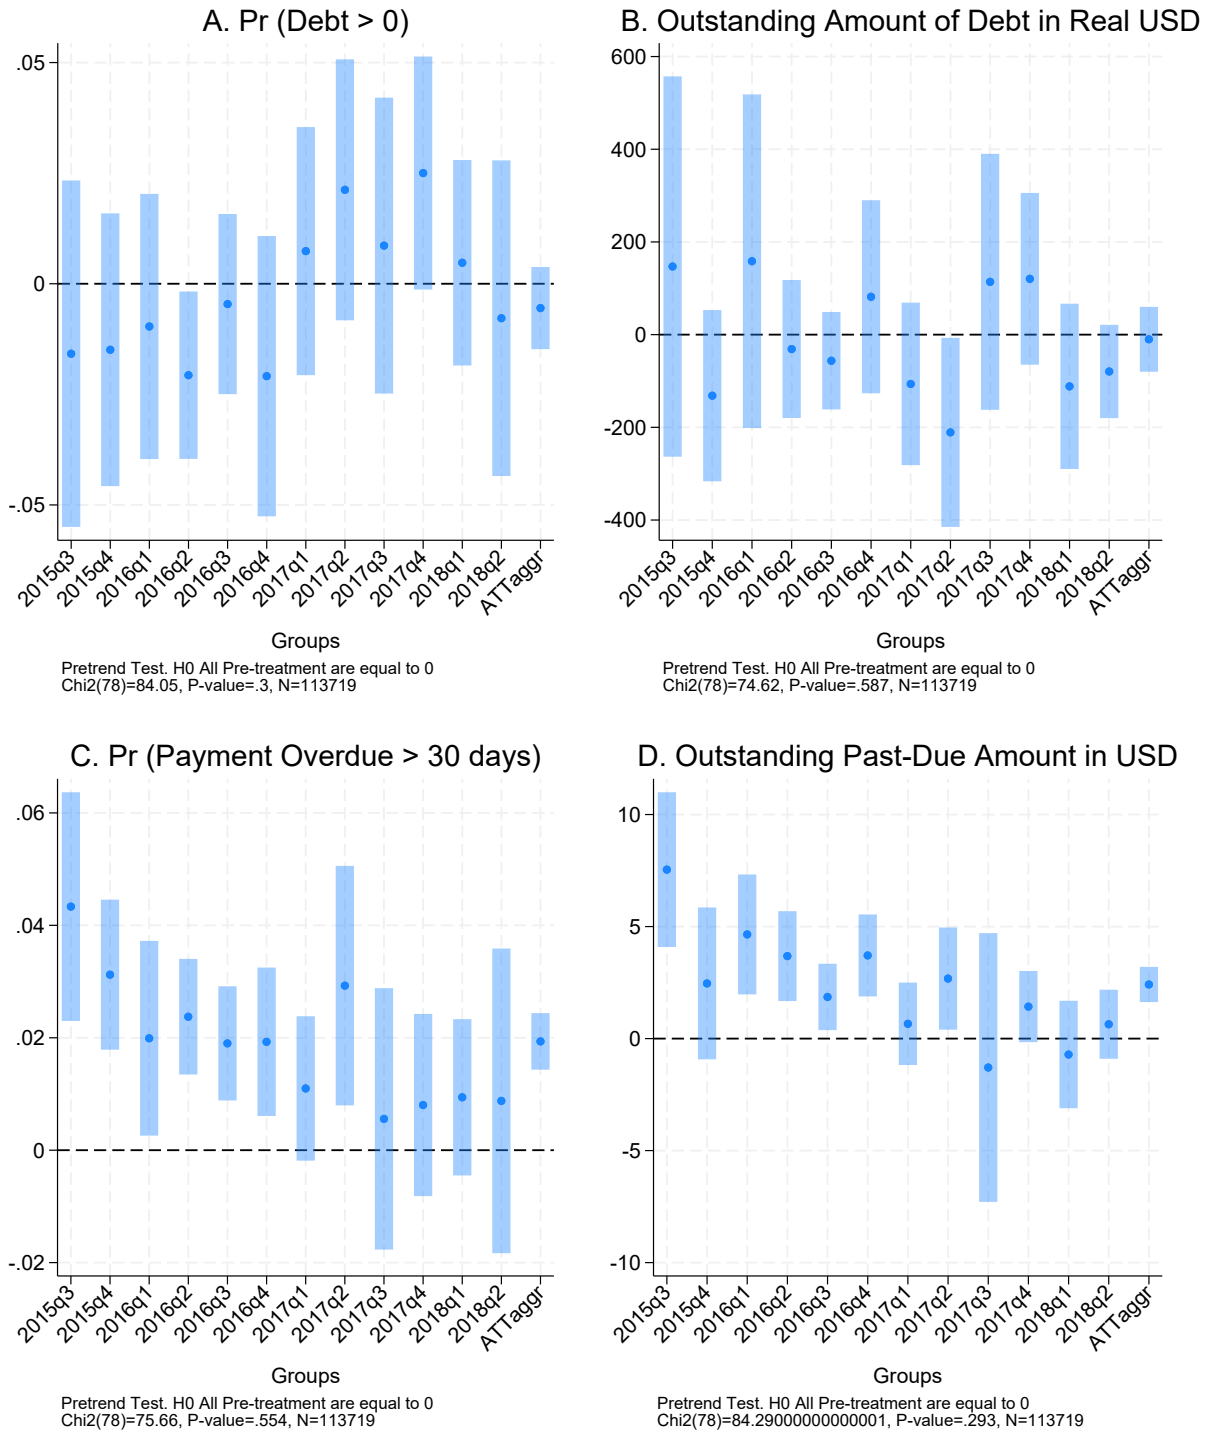 A. Pr (Debt > 0)
.05
0
-.05
2015q3
2015q4
2016q1
2016q2
2016q3
2016q4
2017q1
2017q2
2017q3
2017q4
2018q1
2018q2
ATTaggr
Groups
Pretrend Test. H0 All Pre-treatment are equal to 0
Chi2(78)=84.05, P-value=.3, N=113719
B. Outstanding Amount of Debt in Real USD
600
400
200
0
-200
-400
2015q3
2015q4
2016q1
2016q2
2016q3
2016q4
2017q1
2017q2
2017q3
2017q4
2018q1
2018q2
ATTaggr
Groups
Pretrend Test. H0 All Pre-treatment are equal to 0
Chi2(78)=74.62, P-value=.587, N=113719
C. Pr (Payment Overdue > 30 days)
.06
.04
.02
0
-.02
2015q3
2015q4
2016q1
2016q2
2016q3
2016q4
2017q1
2017q2
2017q3
2017q4
2018q1
2018q2
ATTaggr
Groups
Pretrend Test. H0 All Pre-treatment are equal to 0
Chi2(78)=75.66, P-value=.554, N=113719
D. Outstanding Past-Due Amount in USD
10
5
0
-5
-10
2015q3
2015q4
2016q1
2016q2
2016q3
2016q4
2017q1
2017q2
2017q3
2017q4
2018q1
2018q2
ATTaggr
Groups
Pretrend Test. H0 All Pre-treatment are equal to 0
Chi2(78)=84.29000000000001, P-value=.293, N=113719